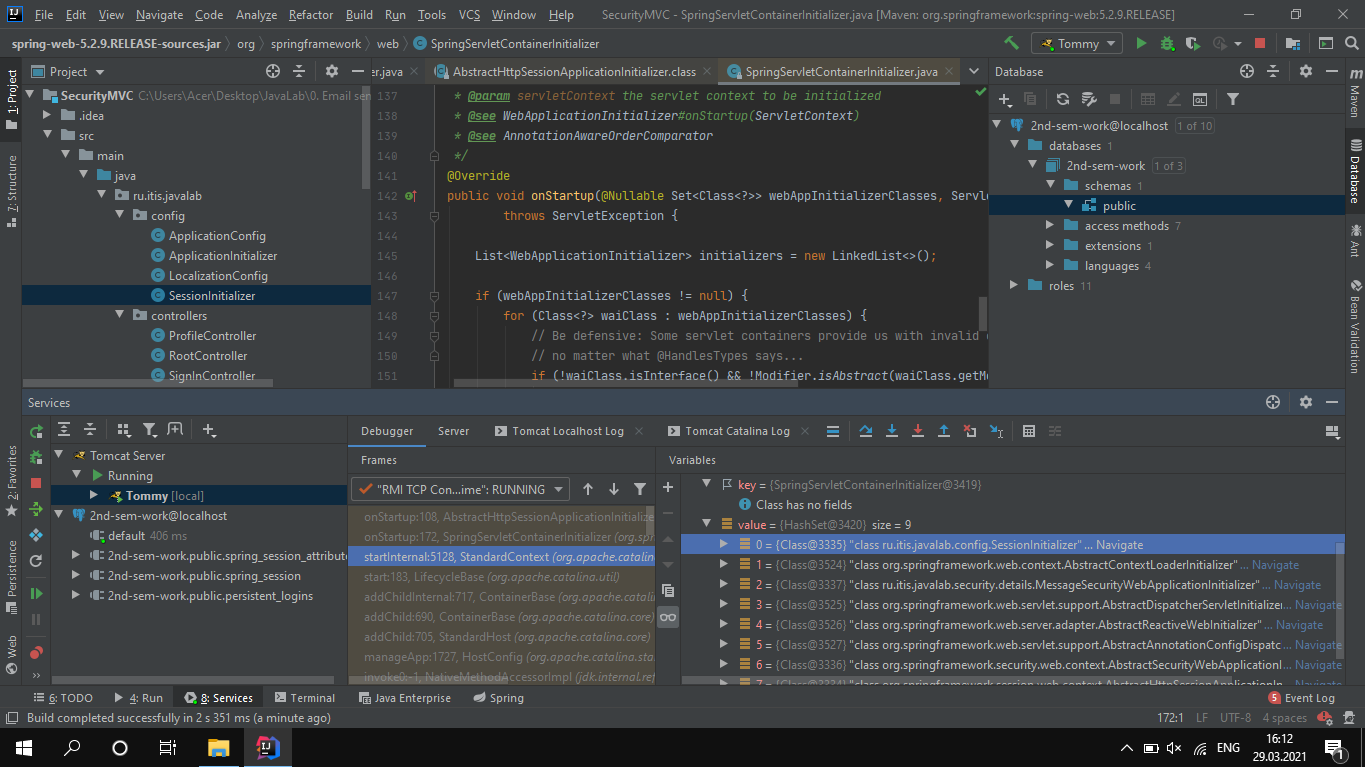 File Edit View Navigate Code Analyze Refactor Build Run Tools VCS Window Help SecurityMVC - SpringServletContainerInitializer.java [Maven: org.springframework:spring-web:5.2.9.RELEASE]
spring-web-5.2.9.RELEASE-sources.jar org springframework web SpringServletContainerInitializer Tommy
Project
er.java AbstractHttpSessionApplicationInitializer.class SpringServletContainerInitializer.java
Database
1: Project
7: Structure
2: Favorites
Persistence
Web
SecurityMVC C:\Users\Acer\Desktop\JavaLab\0. Email sen
.idea
src
main
java
ru.itis.javalab
config
ApplicationConfig
ApplicationInitializer
LocalizationConfig
SessionInitializer
controllers
ProfileController
RootController
SignInController
137 * @param servletContext the servlet context to be initialized
138 * @see WebApplicationInitializer#onStartup(ServletContext)
139 * @see AnnotationAwareOrderComparator
140 */
141 @Override
142 public void onStartup(@Nullable Set<Class<?>> webAppInitializerClasses, Servl
143 throws ServletException {
144
145 List<WebApplicationInitializer> initializers = new LinkedList<>();
146
147 if (webAppInitializerClasses != null) {
148 for (Class<?> waiClass : webAppInitializerClasses) {
149 // Be defensive: Some servlet containers provide us with invalid
150 // no matter what @HandlesTypes says...
151 if (!waiClass.isInterface() && !Modifier.isAbstract(waiClass.getMo
2nd-sem-work@localhost 1 of 10
databases 1
2nd-sem-work 1 of 3
schemas 1
public
access methods 7
extensions 1
languages 4
roles 11
Maven
Database
Ant
Bean Validation
Services
Tomcat Server
Running
Tommy [local]
2nd-sem-work@localhost
default 406 ms
2nd-sem-work.public.spring_session_attribute
2nd-sem-work.public.spring_session
2nd-sem-work.public.persistent_logins
Debugger Server Tomcat Localhost Log Tomcat Catalina Log
Frames
"RMI TCP Con...ime": RUNNING
onStartup:108, AbstractHttpSessionApplicationInitialize
onStartup:172, SpringServletContainerInitializer (org.sp
startInternal:5128, StandardContext (org.apache.catalin
start:183, LifecycleBase (org.apache.catalina.util)
addChildInternal:717, ContainerBase (org.apache.catalin
addChild:690, ContainerBase (org.apache.catalina.core)
addChild:705, StandardHost (org.apache.catalina.core)
manageApp:1727, HostConfig (org.apache.catalina.sta
invoke0:-1, NativeMethodAccessorImpl (jdk.internal.ref
Variables
key = {SpringServletContainerInitializer@3419}
Class has no fields
value = {HashSet@3420} size = 9
0 = {Class@3335} "class ru.itis.javalab.config.SessionInitializer" ... Navigate
1 = {Class@3524} "class org.springframework.web.context.AbstractContextLoaderInitializer" ... Navigate
2 = {Class@3337} "class ru.itis.javalab.security.details.MessageSecurityWebApplicationInitializer" ... Navigate
3 = {Class@3525} "class org.springframework.web.servlet.support.AbstractDispatcherServletInitializer... Navigate
4 = {Class@3526} "class org.springframework.web.server.adapter.AbstractReactiveWebInitializer" ... Navigate
5 = {Class@3527} "class org.springframework.web.servlet.support.AbstractAnnotationConfigDispatc... Navigate
6 = {Class@3336} "class org.springframework.security.web.context.AbstractSecurityWebApplicationI... Navigate
7 = {Class@3334} "class org.springframework.session.web.context.AbstractHttpSessionApplicationIn... Navigate
6: TODO 4: Run 8: Services Terminal Java Enterprise Spring 5 Event Log
Build completed successfully in 2 s 351 ms (a minute ago) 172:1 LF UTF-8 4 spaces
ENG 16:12
29.03.2021 1